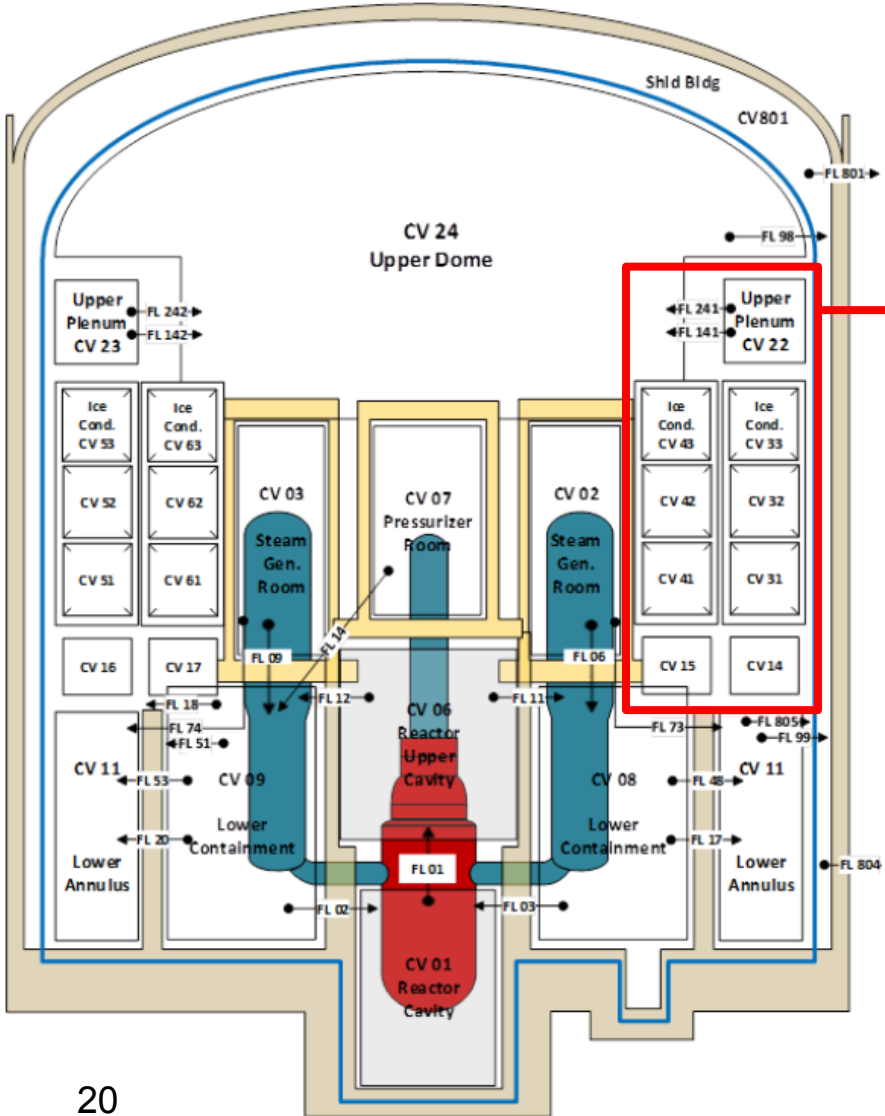 Shld Bldg
CV801
FL 801
CV 24
Upper Dome
FL 98
Upper
Plenum
CV 23
FL 242
FL 142
FL 241
FL 141
Upper
Plenum
CV 22
Ice
Cond.
CV 53
Ice
Cond.
CV 63
Ice
Cond.
CV 43
Ice
Cond.
CV 33
CV 52
CV 62
CV 03
CV 07
Pressurizer
Room
CV 02
CV 42
CV 32
Steam
Gen.
Room
Steam
Gen.
Room
CV 51
CV 61
CV 41
CV 31
CV 16
CV 17
FL 09
FL 14
FL 06
CV 15
CV 14
FL 18
FL 12
FL 11
FL 74
FL 51
CV 06
Reactor
Upper
Cavity
FL 73
FL 805
FL 99
CV 11
FL 53
CV 09
CV 08
FL 48
CV 11
Lower
Annulus
FL 20
Lower
Containment
FL 01
Lower
Containment
FL 17
Lower
Annulus
FL 804
FL 02
FL 03
CV 01
Reactor
Cavity
20